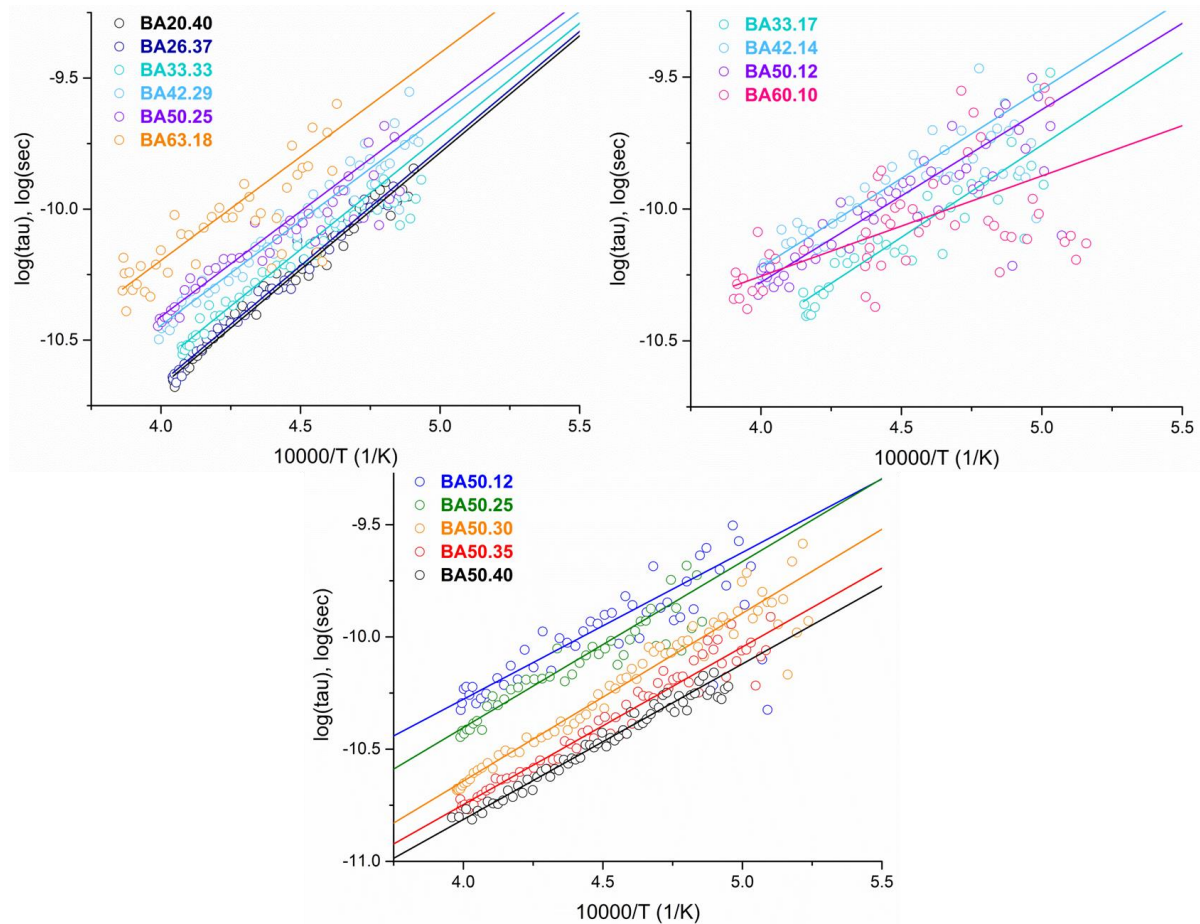 BA20.40
BA26.37
BA33.33
BA42.29
BA50.25
BA63.18
log(tau), log(sec)
-9.5
-10.0
-10.5
4.0 4.5 5.0 5.5
10000/T (1/K)
BA33.17
BA42.14
BA50.12
BA60.10
log(tau), log(sec)
-9.5
-10.0
-10.5
4.0 4.5 5.0 5.5
10000/T (1/K)
BA50.12
BA50.25
BA50.30
BA50.35
BA50.40
log(tau), log(sec)
-9.5
-10.0
-10.5
-11.0
4.0 4.5 5.0 5.5
10000/T (1/K)